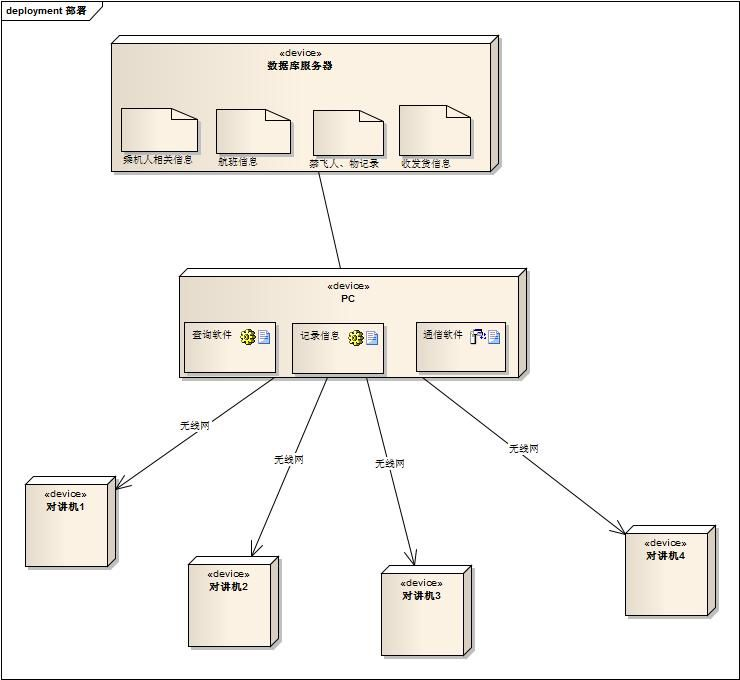 deployment 部署
«device»
数据库服务器
乘机人相关信息
航班信息
禁飞人、物记录
收发货信息
«device»
PC
查询软件
记录信息
通信软件
无线网
无线网
无线网
无线网
«device»
对讲机1
«device»
对讲机2
«device»
对讲机3
«device»
对讲机4